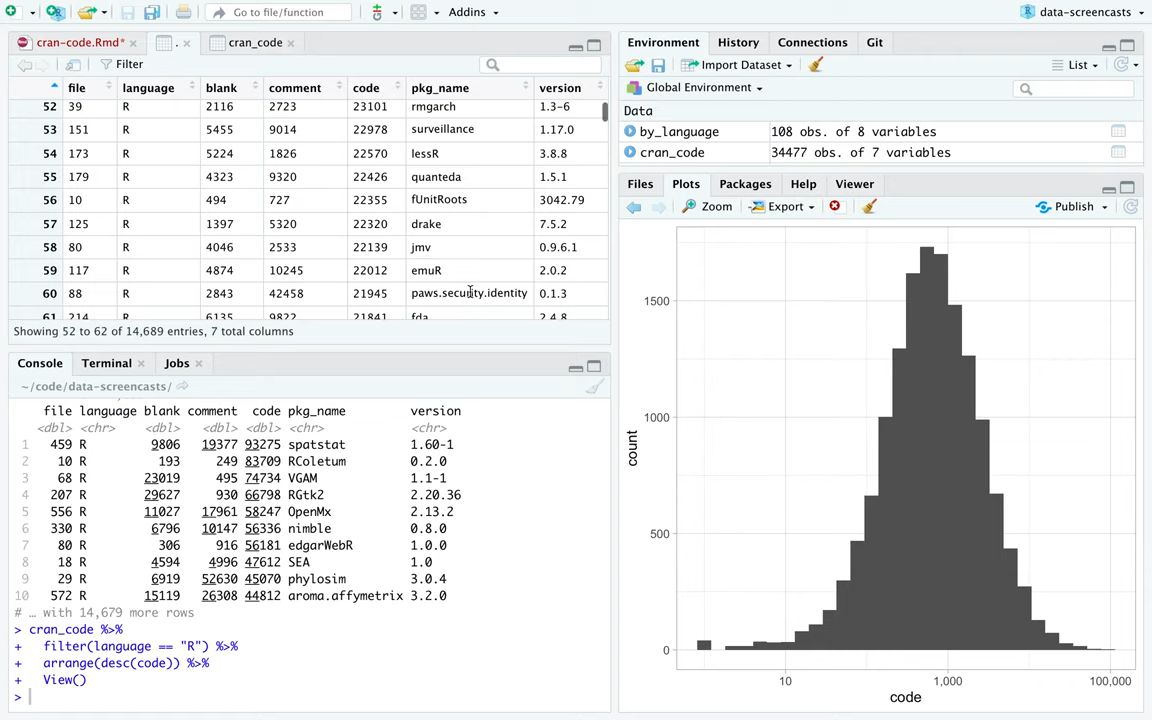 Go to file/function
Addins
data-screencasts
cran-code.Rmd*
.
cran_code
Filter
file language blank comment code pkg_name version
52 39 R 2116 2723 23101 rmgarch 1.3-6
53 151 R 5455 9014 22978 surveillance 1.17.0
54 173 R 5224 1826 22570 lessR 3.8.8
55 179 R 4323 9320 22426 quanteda 1.5.1
56 10 R 494 727 22355 fUnitRoots 3042.79
57 125 R 1397 5320 22320 drake 7.5.2
58 80 R 4046 2533 22139 jmv 0.9.6.1
59 117 R 4874 10245 22012 emuR 2.0.2
60 88 R 2843 42458 21945 paws.security.identity 0.1.3
61 114 R 6135 9822 21841 fda 2.4.8
Showing 52 to 62 of 14,689 entries, 7 total columns
Console Terminal Jobs
~/code/data-screencasts/
file language blank comment code pkg_name version
<dbl> <chr> <dbl> <dbl> <dbl> <chr> <chr>
1 459 R 9806 19377 93275 spatstat 1.60-1
2 10 R 193 249 83709 RColetum 0.2.0
3 68 R 23019 495 74734 VGAM 1.1-1
4 207 R 29627 930 66798 RGtk2 2.20.36
5 556 R 11027 17961 58247 OpenMx 2.13.2
6 330 R 6796 10147 56336 nimble 0.8.0
7 80 R 306 916 56181 edgarWebR 1.0.0
8 18 R 4594 4996 47612 SEA 1.0
9 29 R 6919 52630 45070 phylosim 3.0.4
10 572 R 15119 26308 44812 aroma.affymetrix 3.2.0
# … with 14,679 more rows
> cran_code %>%
+ filter(language == "R") %>%
+ arrange(desc(code)) %>%
+ View()
>
Environment History Connections Git
Import Dataset
List
Global Environment
Data
by_language 108 obs. of 8 variables
cran_code 34477 obs. of 7 variables
Files Plots Packages Help Viewer
Zoom Export Publish
1500
1000
500
0
count
10 1,000 100,000
code